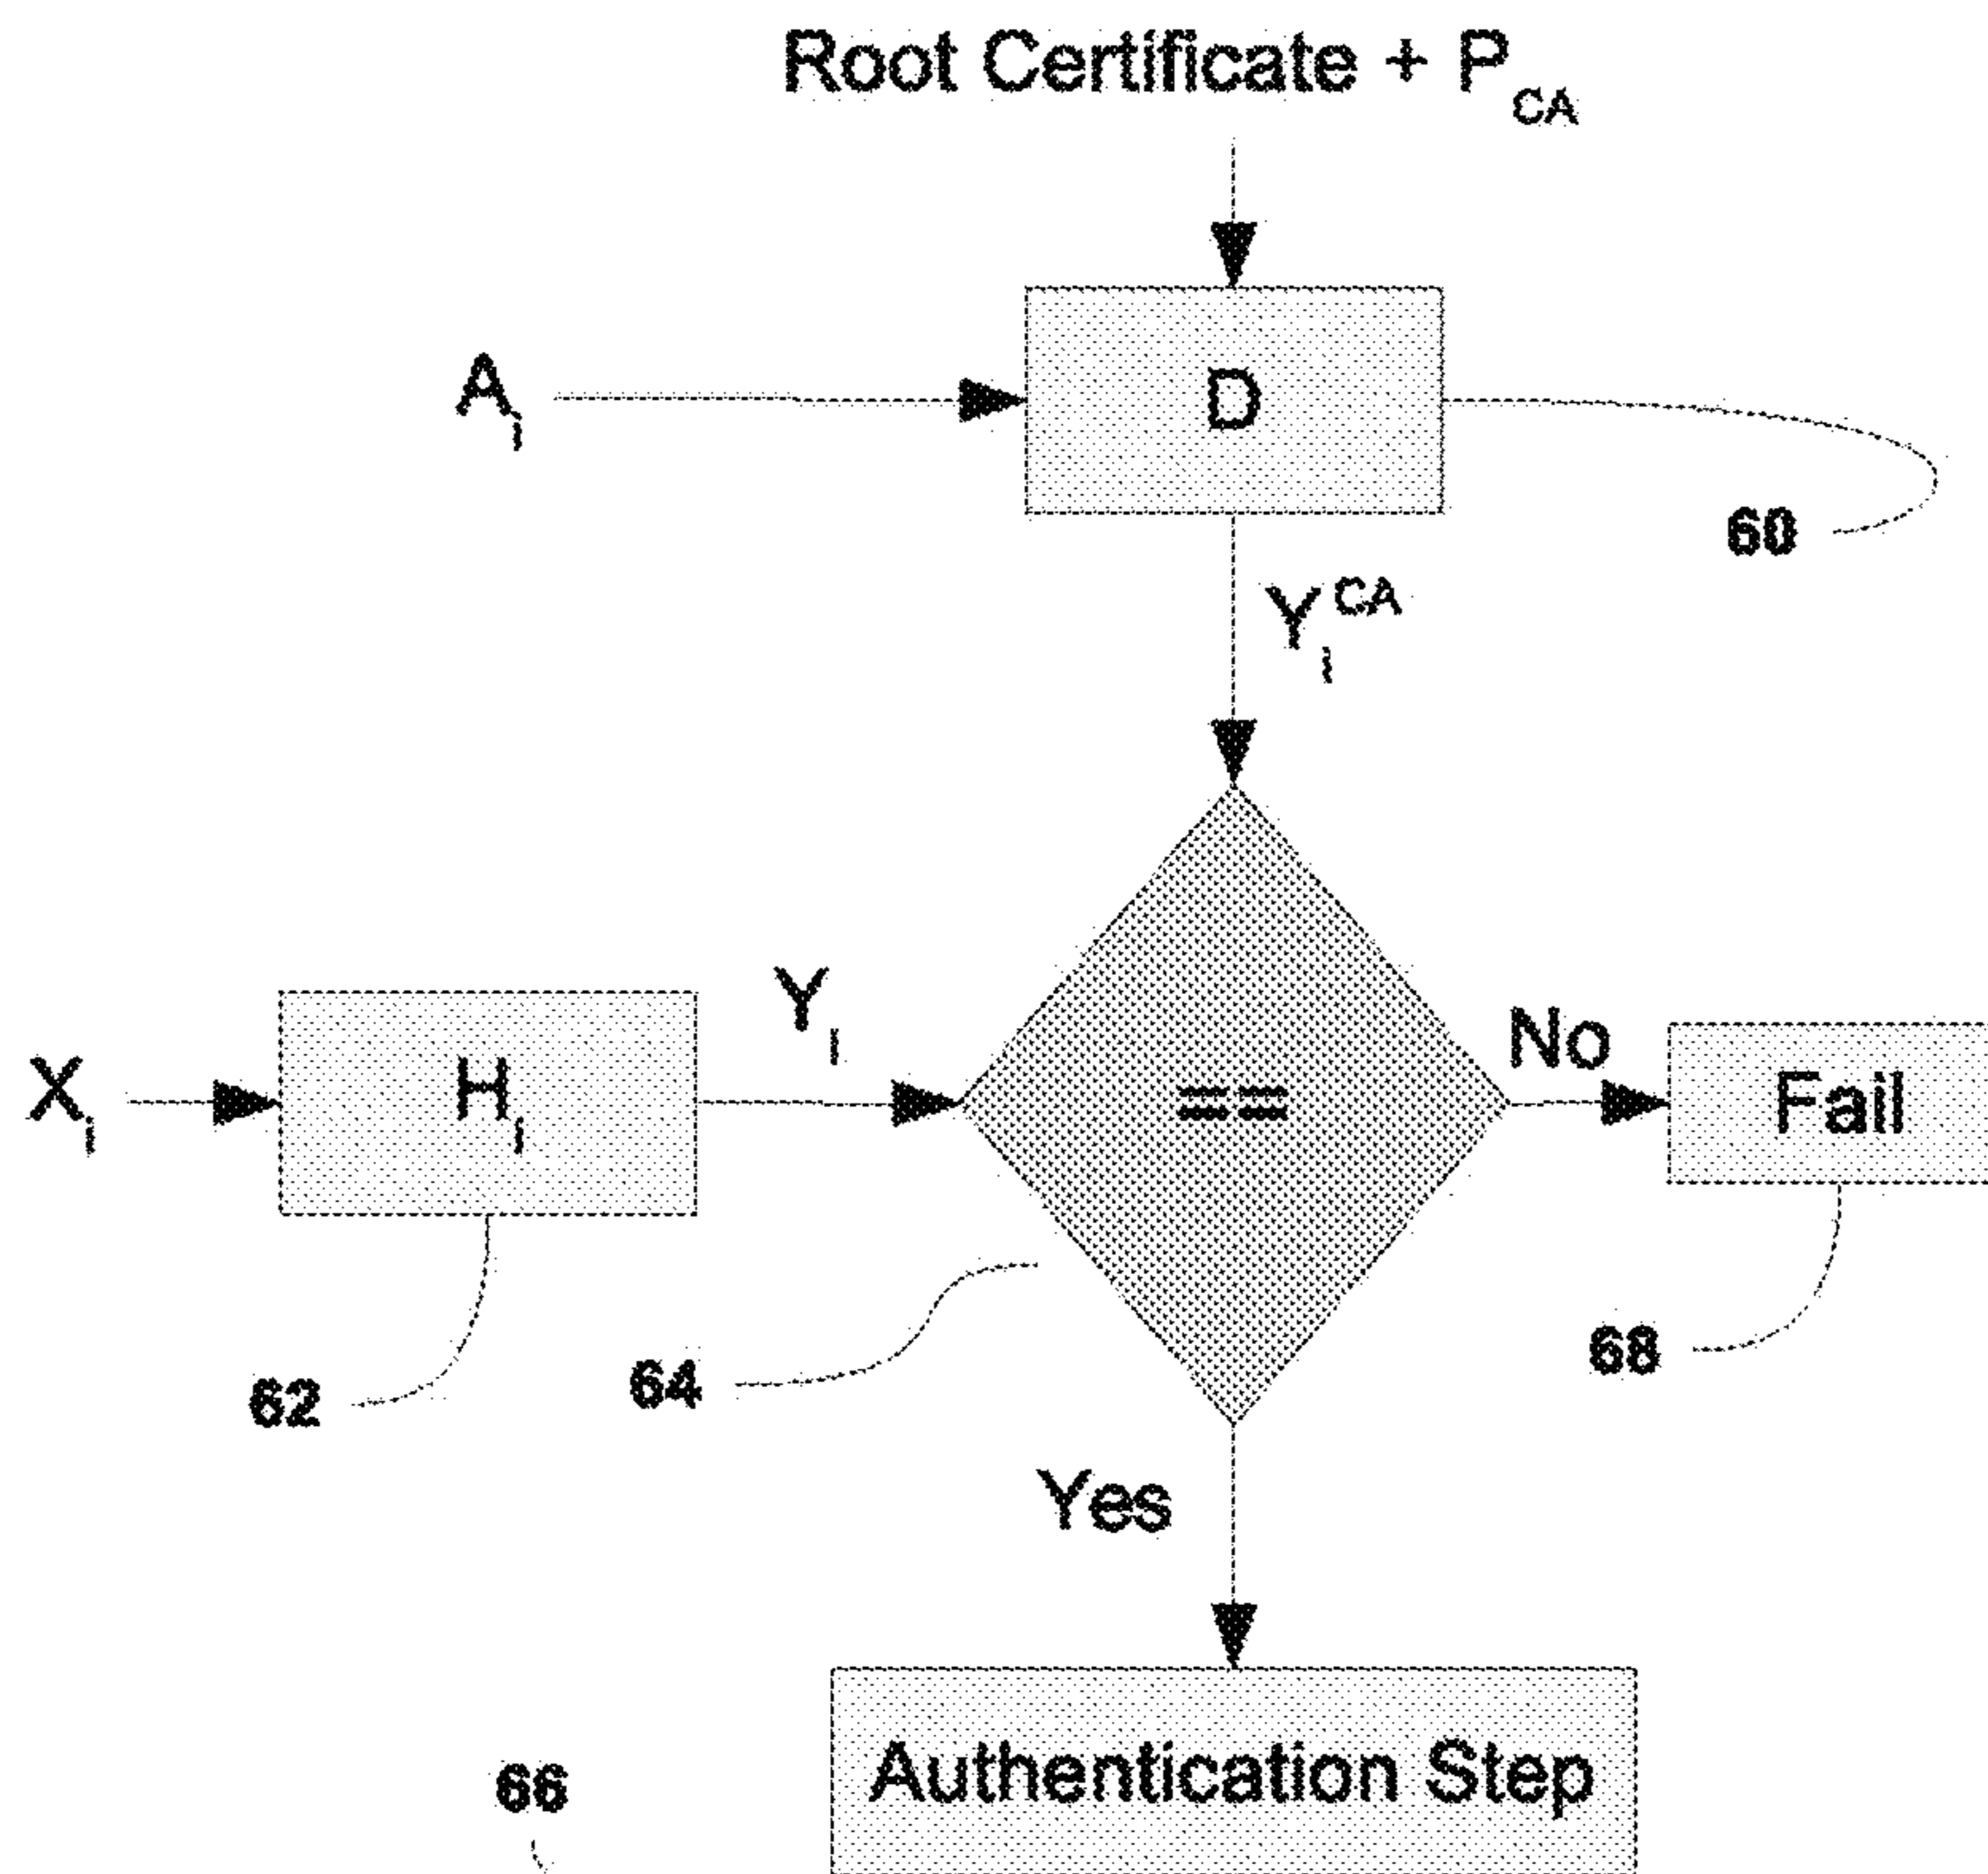 Root Certificate + P_CA
A_i
D
60
Y_i^CA
X_i
H_i
Y_i
==
No
Fail
62
64
68
Yes
66
Authentication Step